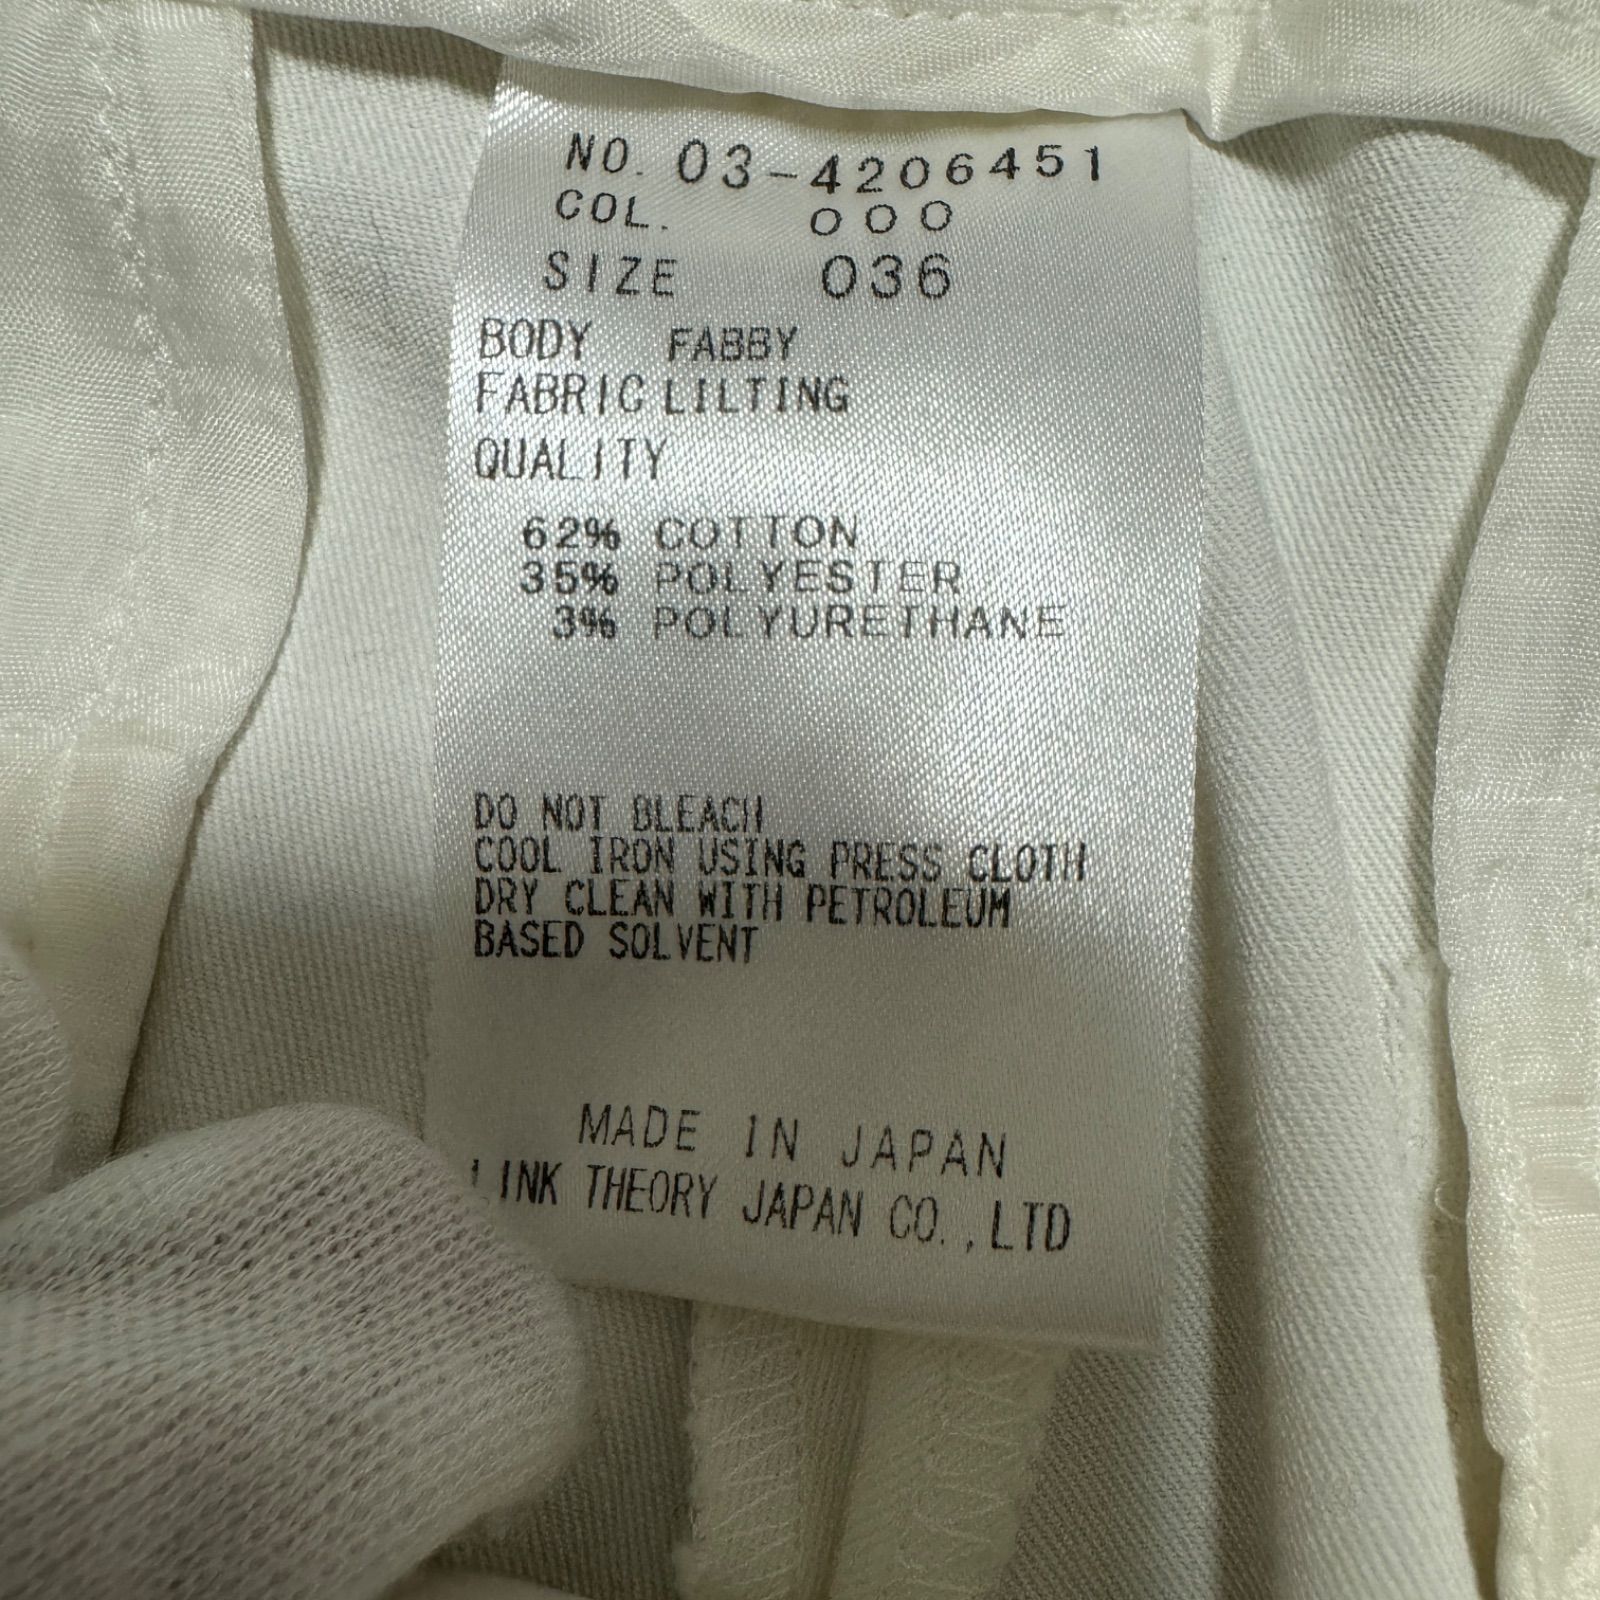 NO. 03-4206451
COL. 000
SIZE 036
BODY FABBY
FABRIC LILTING
QUALITY
62% COTTON
35% POLYESTER
3% POLYURETHANE
DO NOT BLEACH
COOL IRON USING PRESS CLOTH
DRY CLEAN WITH PETROLEUM
BASED SOLVENT
MADE IN JAPAN
LINK THEORY JAPAN CO.,LTD